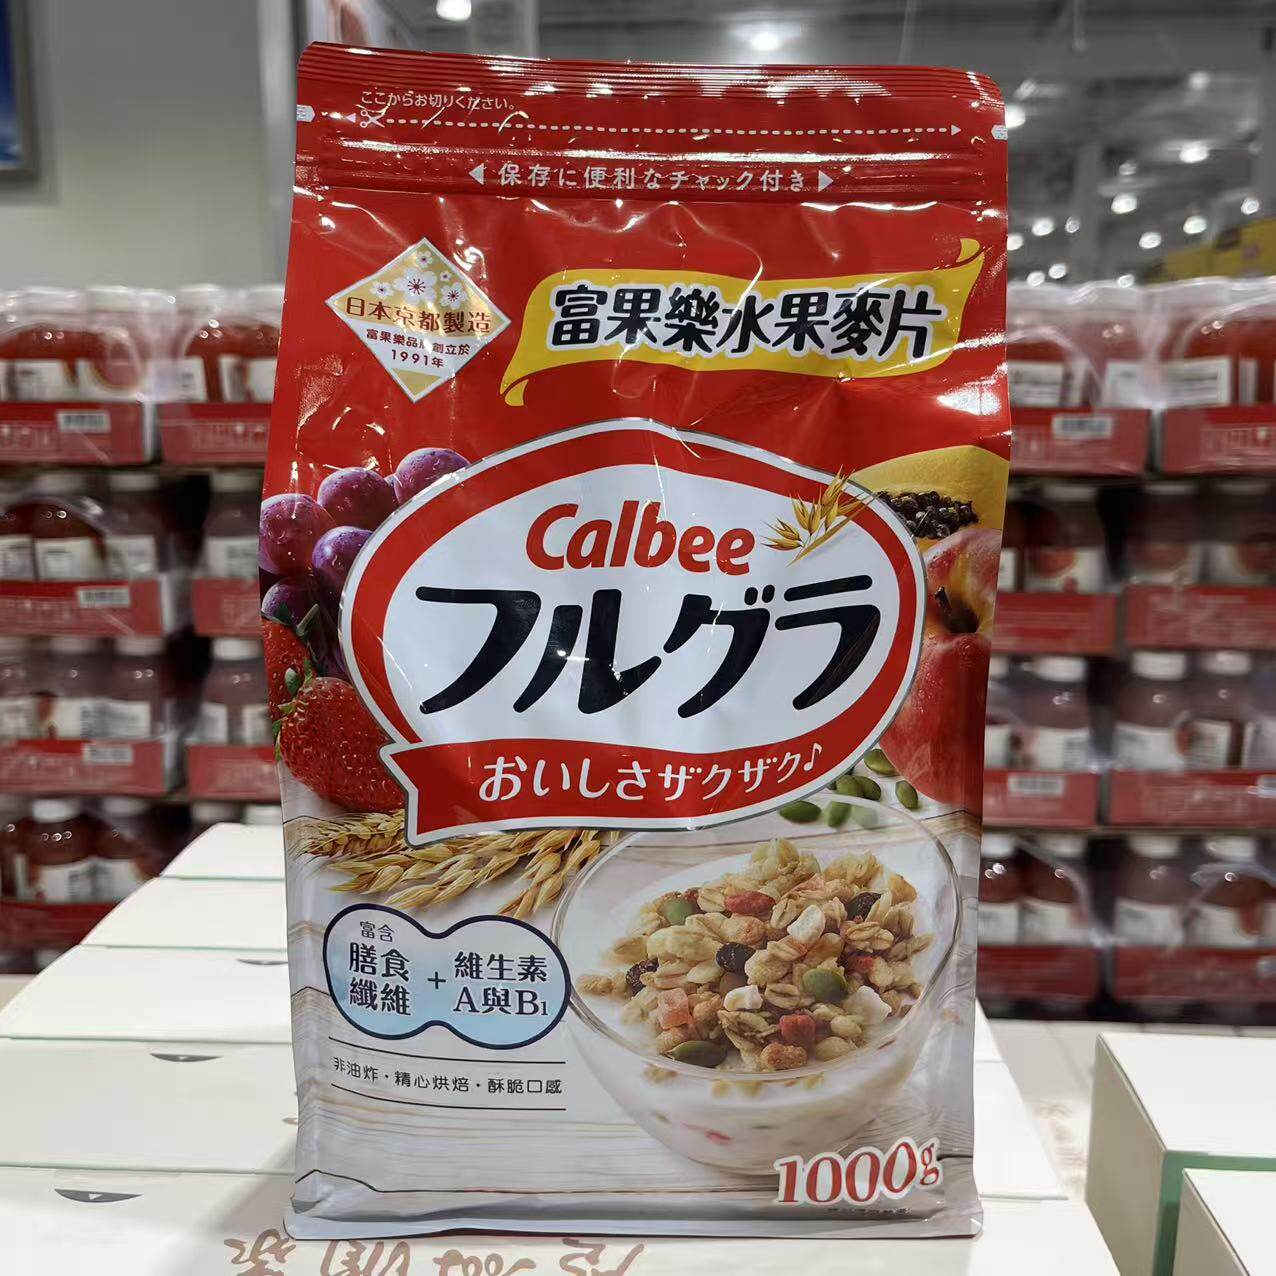 ここからお切りください。
保存に便利なチャック付き
日本京都製造
富果樂品牌創立於
1991年
富果樂水果麥片
Calbee
フルグラ
おいしさザクザク♪
富含
膳食
纖維
+
維生素
A與B1
非油炸・精心烘焙・酥脆口感
1000g